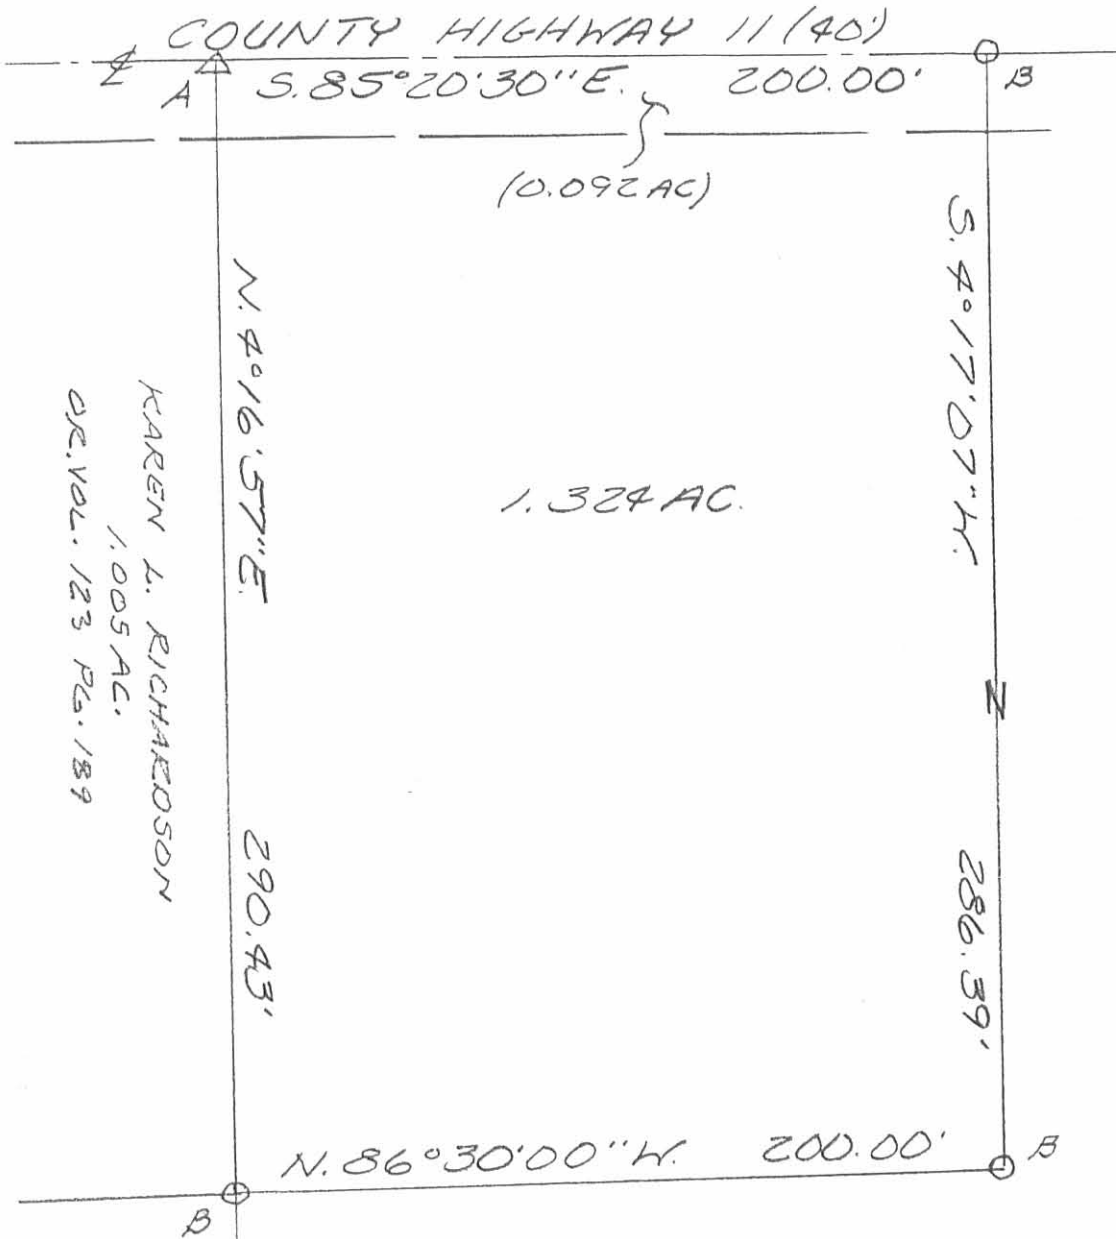 COUNTY HIGHWAY 11 (40')
℄
A S.85°20'30"E. 200.00' B
(0.092 AC)
N. 4°16'57"E. 290.43'
S. 4°17'07"W. 286.39'
1.324 AC.
KAREN L. RICHARDSON
1.005 AC.
OR. VOL. 123 PG. 189
N
N. 86°30'00"W. 200.00' B
B